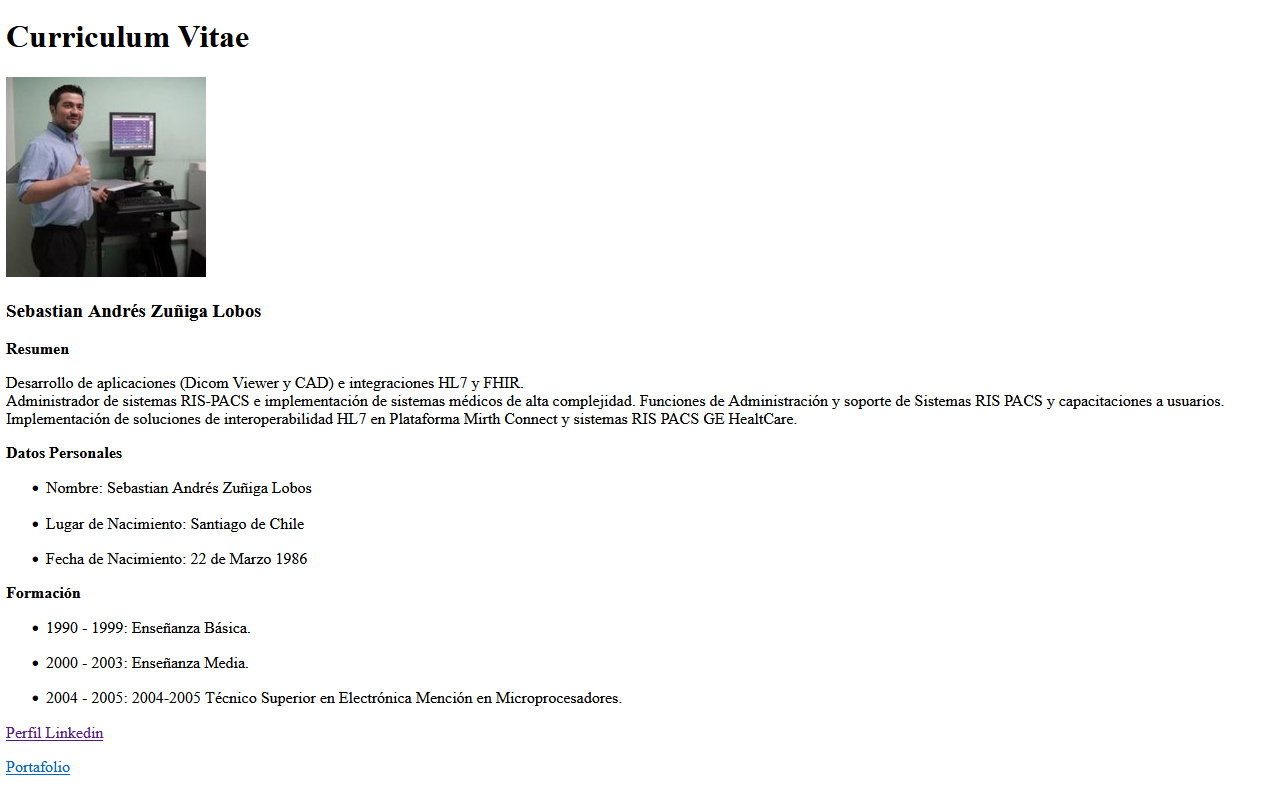 Curriculum Vitae
Sebastian Andrés Zuñiga Lobos
Resumen
Desarrollo de aplicaciones (Dicom Viewer y CAD) e integraciones HL7 y FHIR.
Administrador de sistemas RIS-PACS e implementación de sistemas médicos de alta complejidad. Funciones de Administración y soporte de Sistemas RIS PACS y capacitaciones a usuarios.
Implementación de soluciones de interoperabilidad HL7 en Plataforma Mirth Connect y sistemas RIS PACS GE HealtCare.
Datos Personales
• Nombre: Sebastian Andrés Zuñiga Lobos
• Lugar de Nacimiento: Santiago de Chile
• Fecha de Nacimiento: 22 de Marzo 1986
Formación
• 1990 - 1999: Enseñanza Básica.
• 2000 - 2003: Enseñanza Media.
• 2004 - 2005: 2004-2005 Técnico Superior en Electrónica Mención en Microprocesadores.
Perfil Linkedin
Portafolio